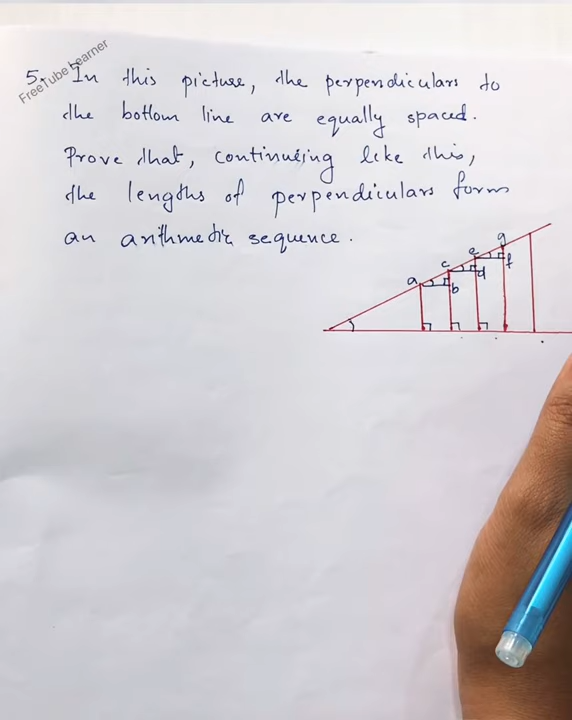 FreeTube Learner
5. In this picture, the perpendiculars to
the bottom line are equally spaced.
Prove that, continuing like this,
the lengths of perpendiculars forms
an arithmetic sequence.
g
e
f
c
d
a
b